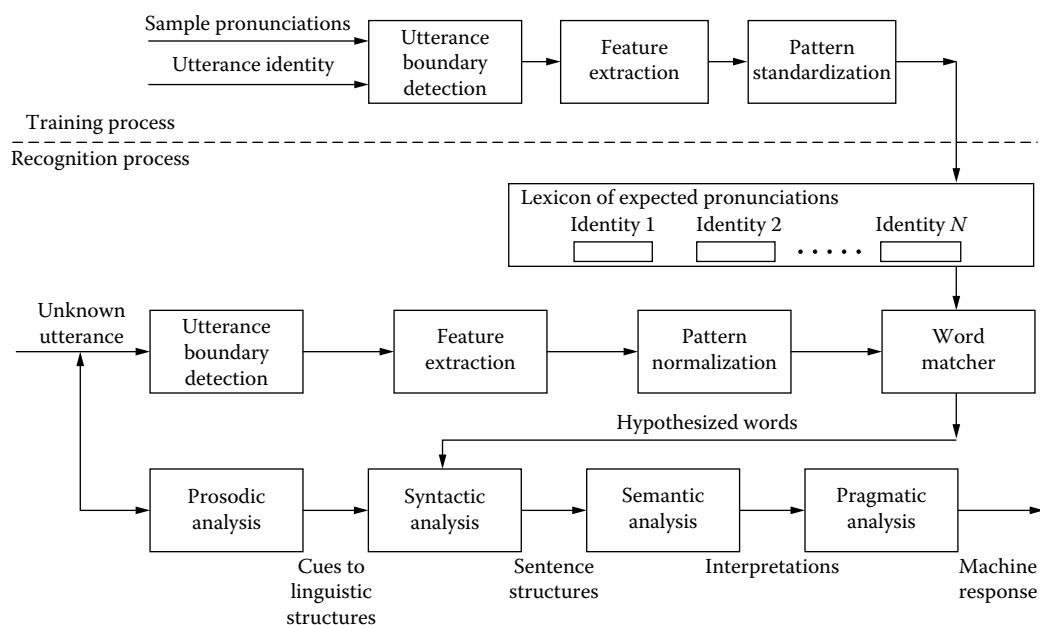 Sample pronunciations
Utterance identity
Utterance
boundary
detection
Feature
extraction
Pattern
standardization
Training process
Recognition process
Lexicon of expected pronunciations
Identity 1
Identity 2
Identity N
Unknown
utterance
Utterance
boundary
detection
Feature
extraction
Pattern
normalization
Word
matcher
Hypothesized words
Prosodic
analysis
Syntactic
analysis
Semantic
analysis
Pragmatic
analysis
Cues to
linguistic
structures
Sentence
structures
Interpretations
Machine
response